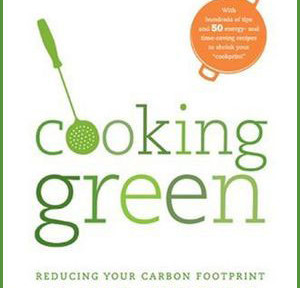 With
hundreds of tips
and 50 energy- and
time-saving recipes
to shrink your
"cookprint"
cooking
green
REDUCING YOUR CARBON FOOTPRINT